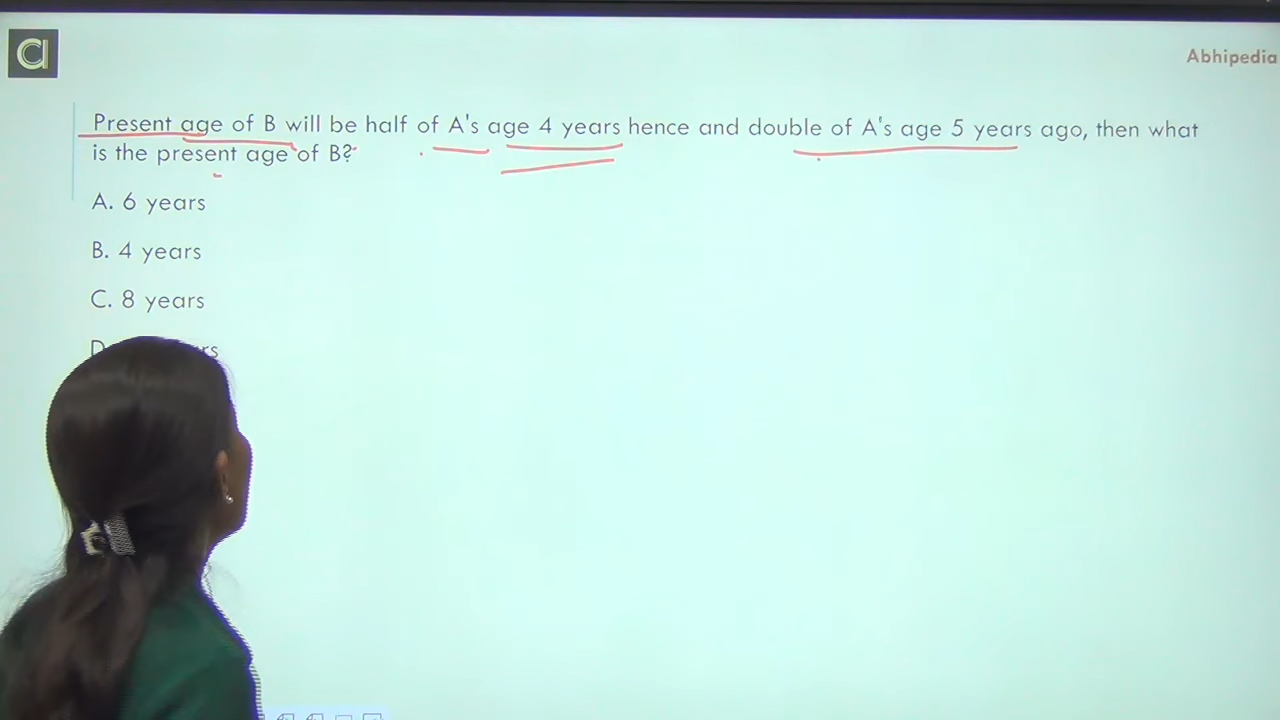 Abhipedia
Present age of B will be half of A's age 4 years hence and double of A's age 5 years ago, then what
is the present age of B?
A. 6 years
B. 4 years
C. 8 years